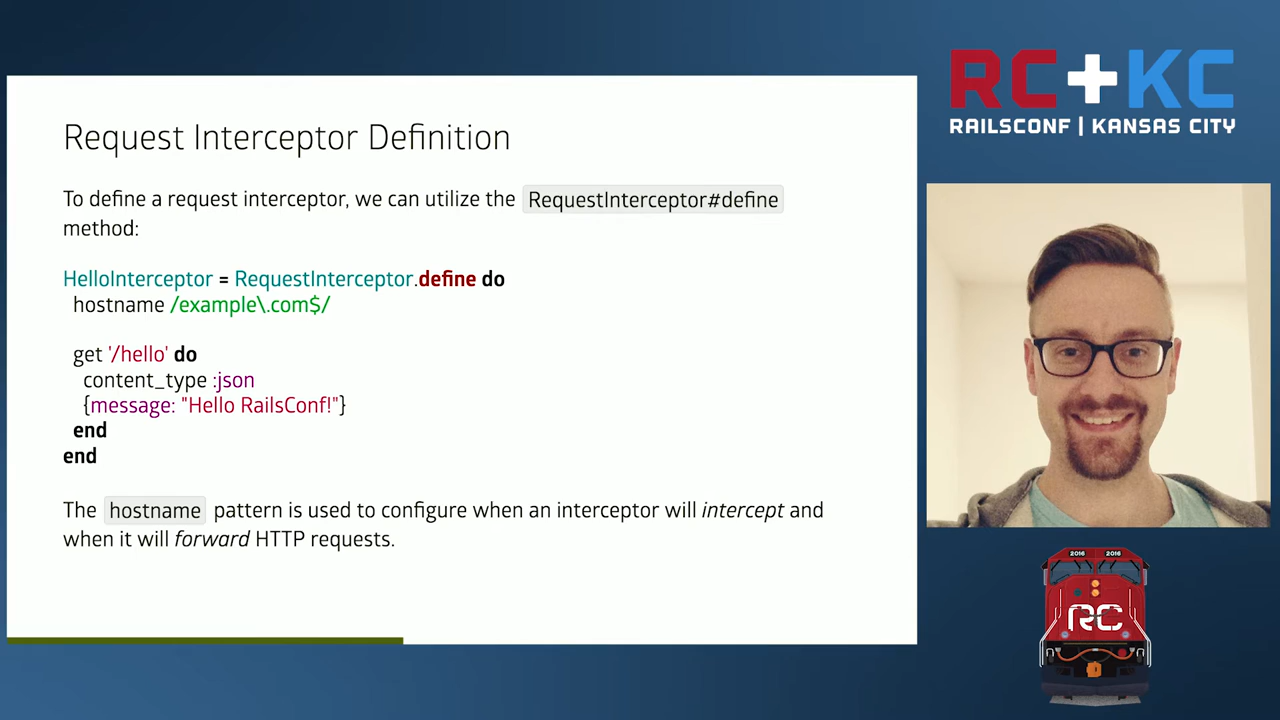 Request Interceptor Definition
To define a request interceptor, we can utilize the RequestInterceptor#define
method:
HelloInterceptor = RequestInterceptor.define do
  hostname /example\.com$/
  get '/hello' do
    content_type :json
    {message: "Hello RailsConf!"}
  end
end
The hostname pattern is used to configure when an interceptor will intercept and
when it will forward HTTP requests.
RC+KC
RAILSCONF | KANSAS CITY
2016 2016
RC